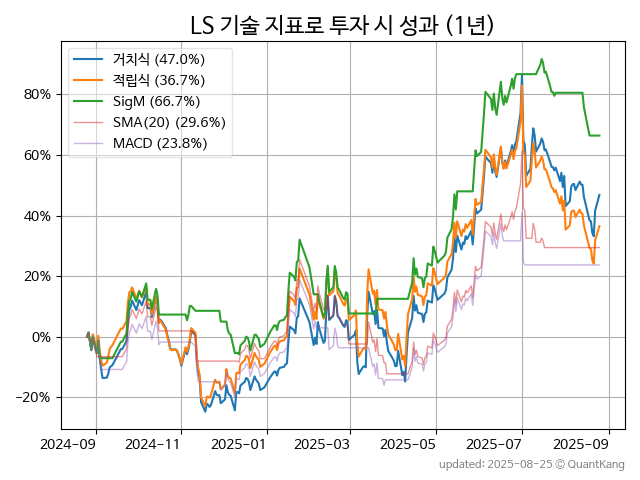 LS 기술 지표로 투자 시 성과 (1년)
거치식 (47.0%)
적립식 (36.7%)
SigM (66.7%)
SMA(20) (29.6%)
MACD (23.8%)
80%
60%
40%
20%
0%
−20%
2024-09 2024-11 2025-01 2025-03 2025-05 2025-07 2025-09
updated: 2025-08-25 © QuantKang